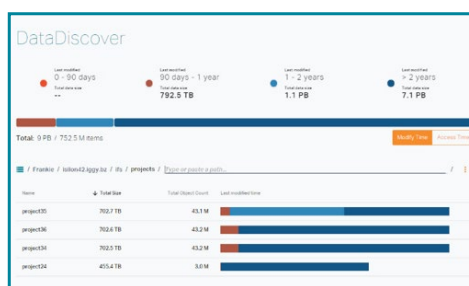 DataDiscover
Last modified Last modified Last modified Last modified
0 - 90 days 90 days - 1 year 1 - 2 years > 2 years
Total data size Total data size Total data size Total data size
-- 792.5 TB 1.1 PB 7.1 PB
Total: 9 PB / 752.5 M items
Modify Time Access Time
/ Frankie / / ifs / projects / Type or paste a path... /
Name Total Size Total Object Count Last modified time
project35 702.7 TB 43.1 M
project36 702.6 TB 43.2 M
project34 702.5 TB 43.2 M
project24 455.4 TB 3.0 M